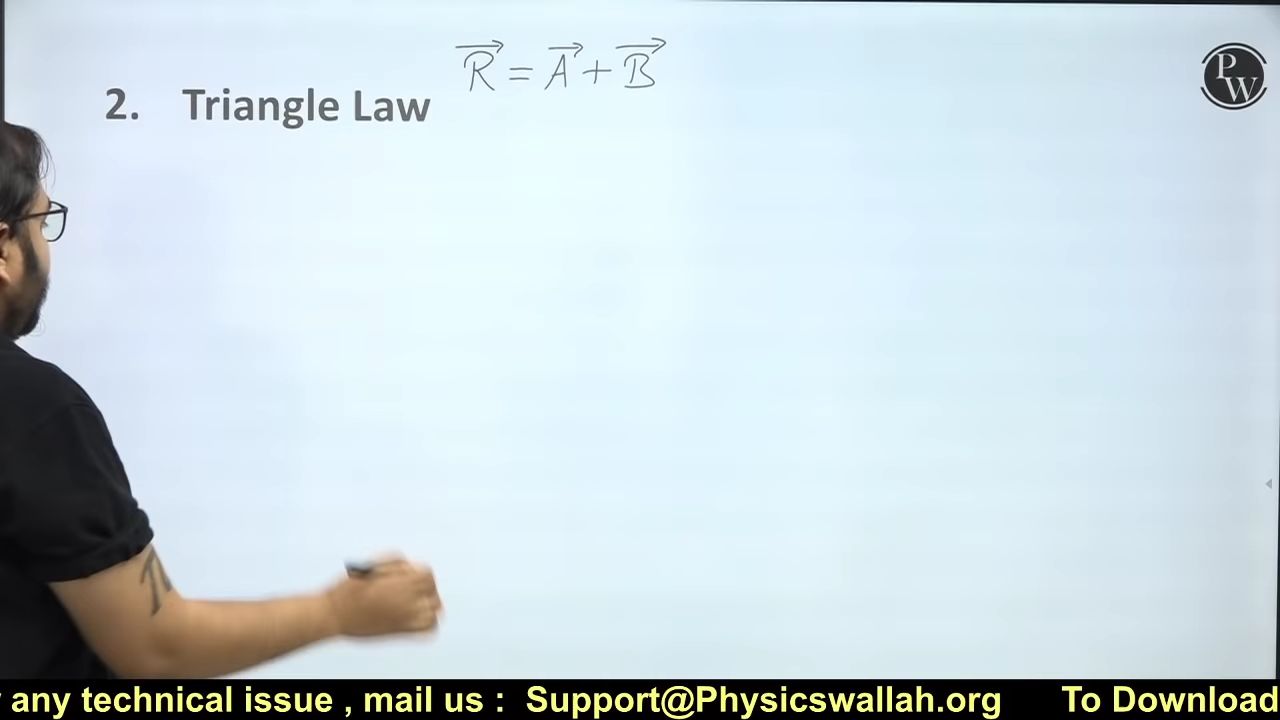 R⃗ = A⃗ + B⃗
2. Triangle Law
PW
any technical issue , mail us : Support@Physicswallah.org To Download